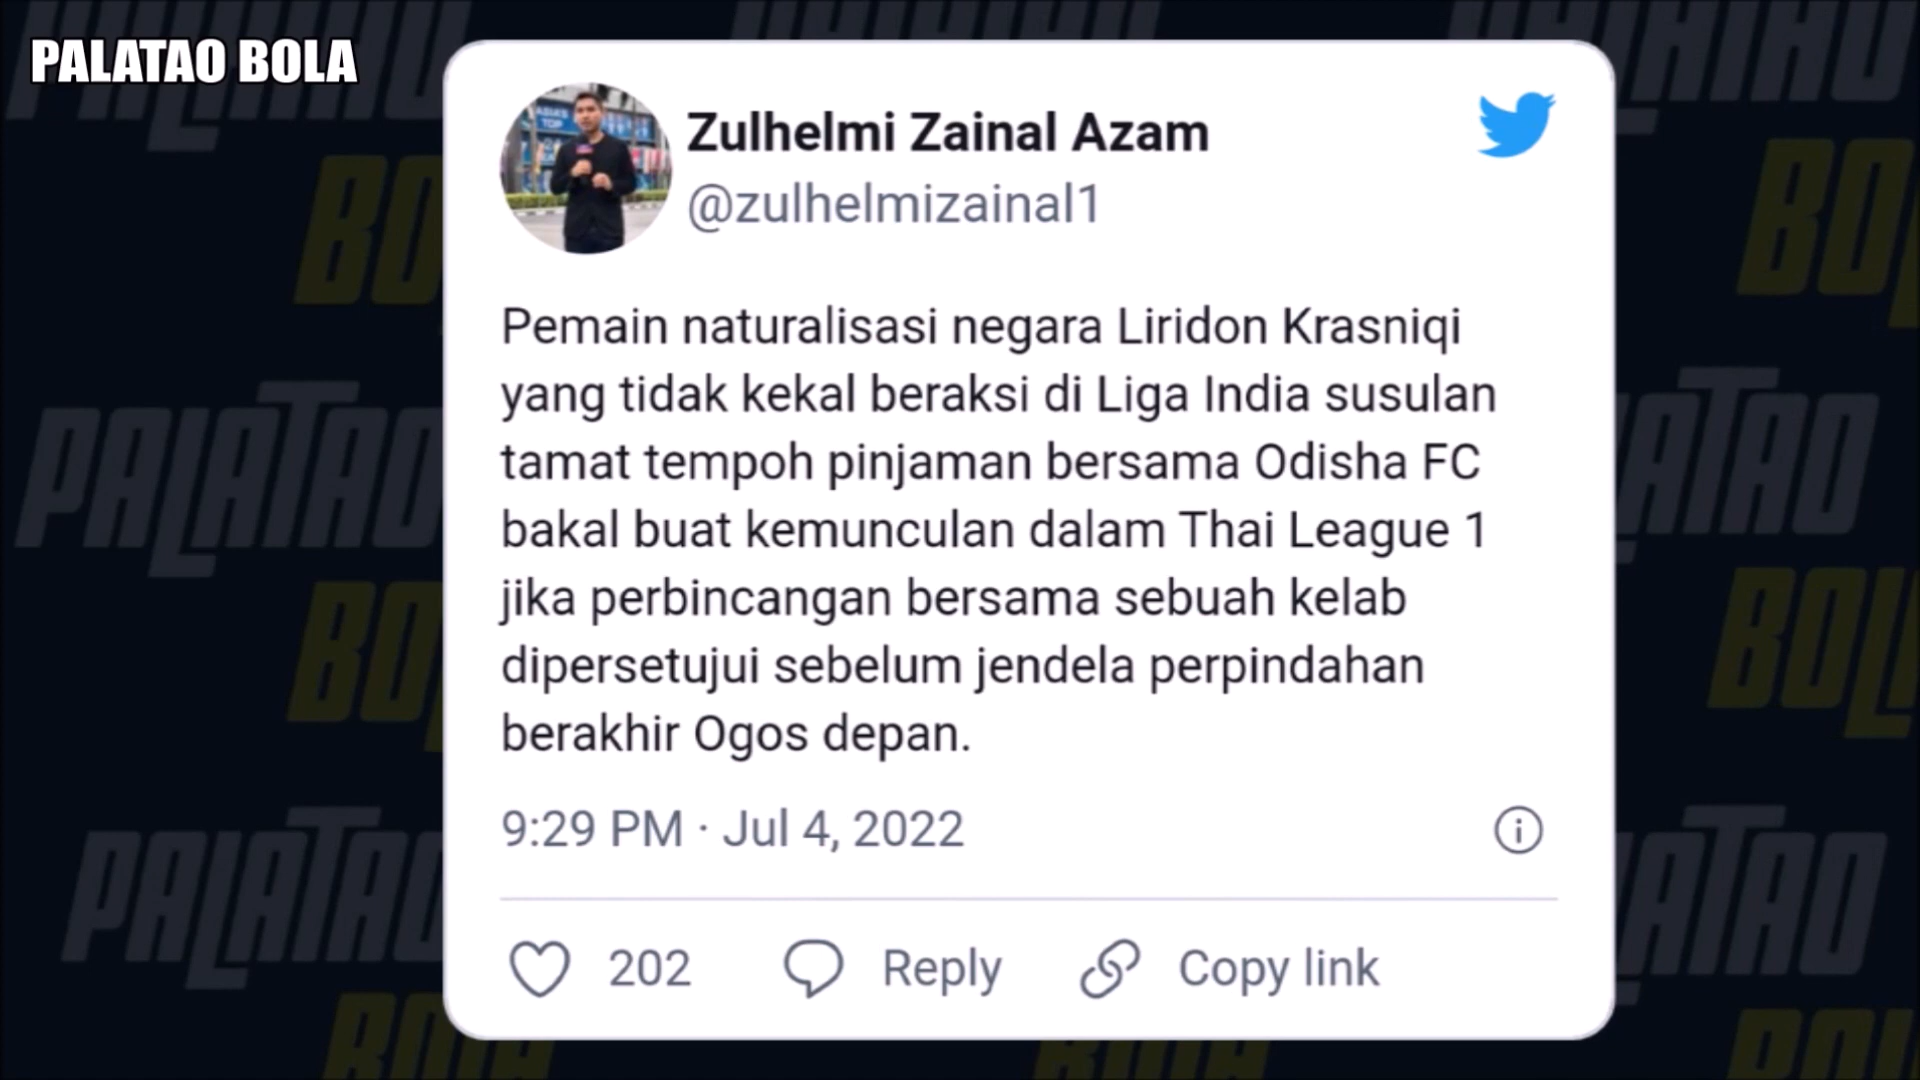 PALATAO BOLA
Zulhelmi Zainal Azam
@zulhelmizainal1
Pemain naturalisasi negara Liridon Krasniqi
yang tidak kekal beraksi di Liga India susulan
tamat tempoh pinjaman bersama Odisha FC
bakal buat kemunculan dalam Thai League 1
jika perbincangan bersama sebuah kelab
dipersetujui sebelum jendela perpindahan
berakhir Ogos depan.
9:29 PM · Jul 4, 2022
202 Reply Copy link